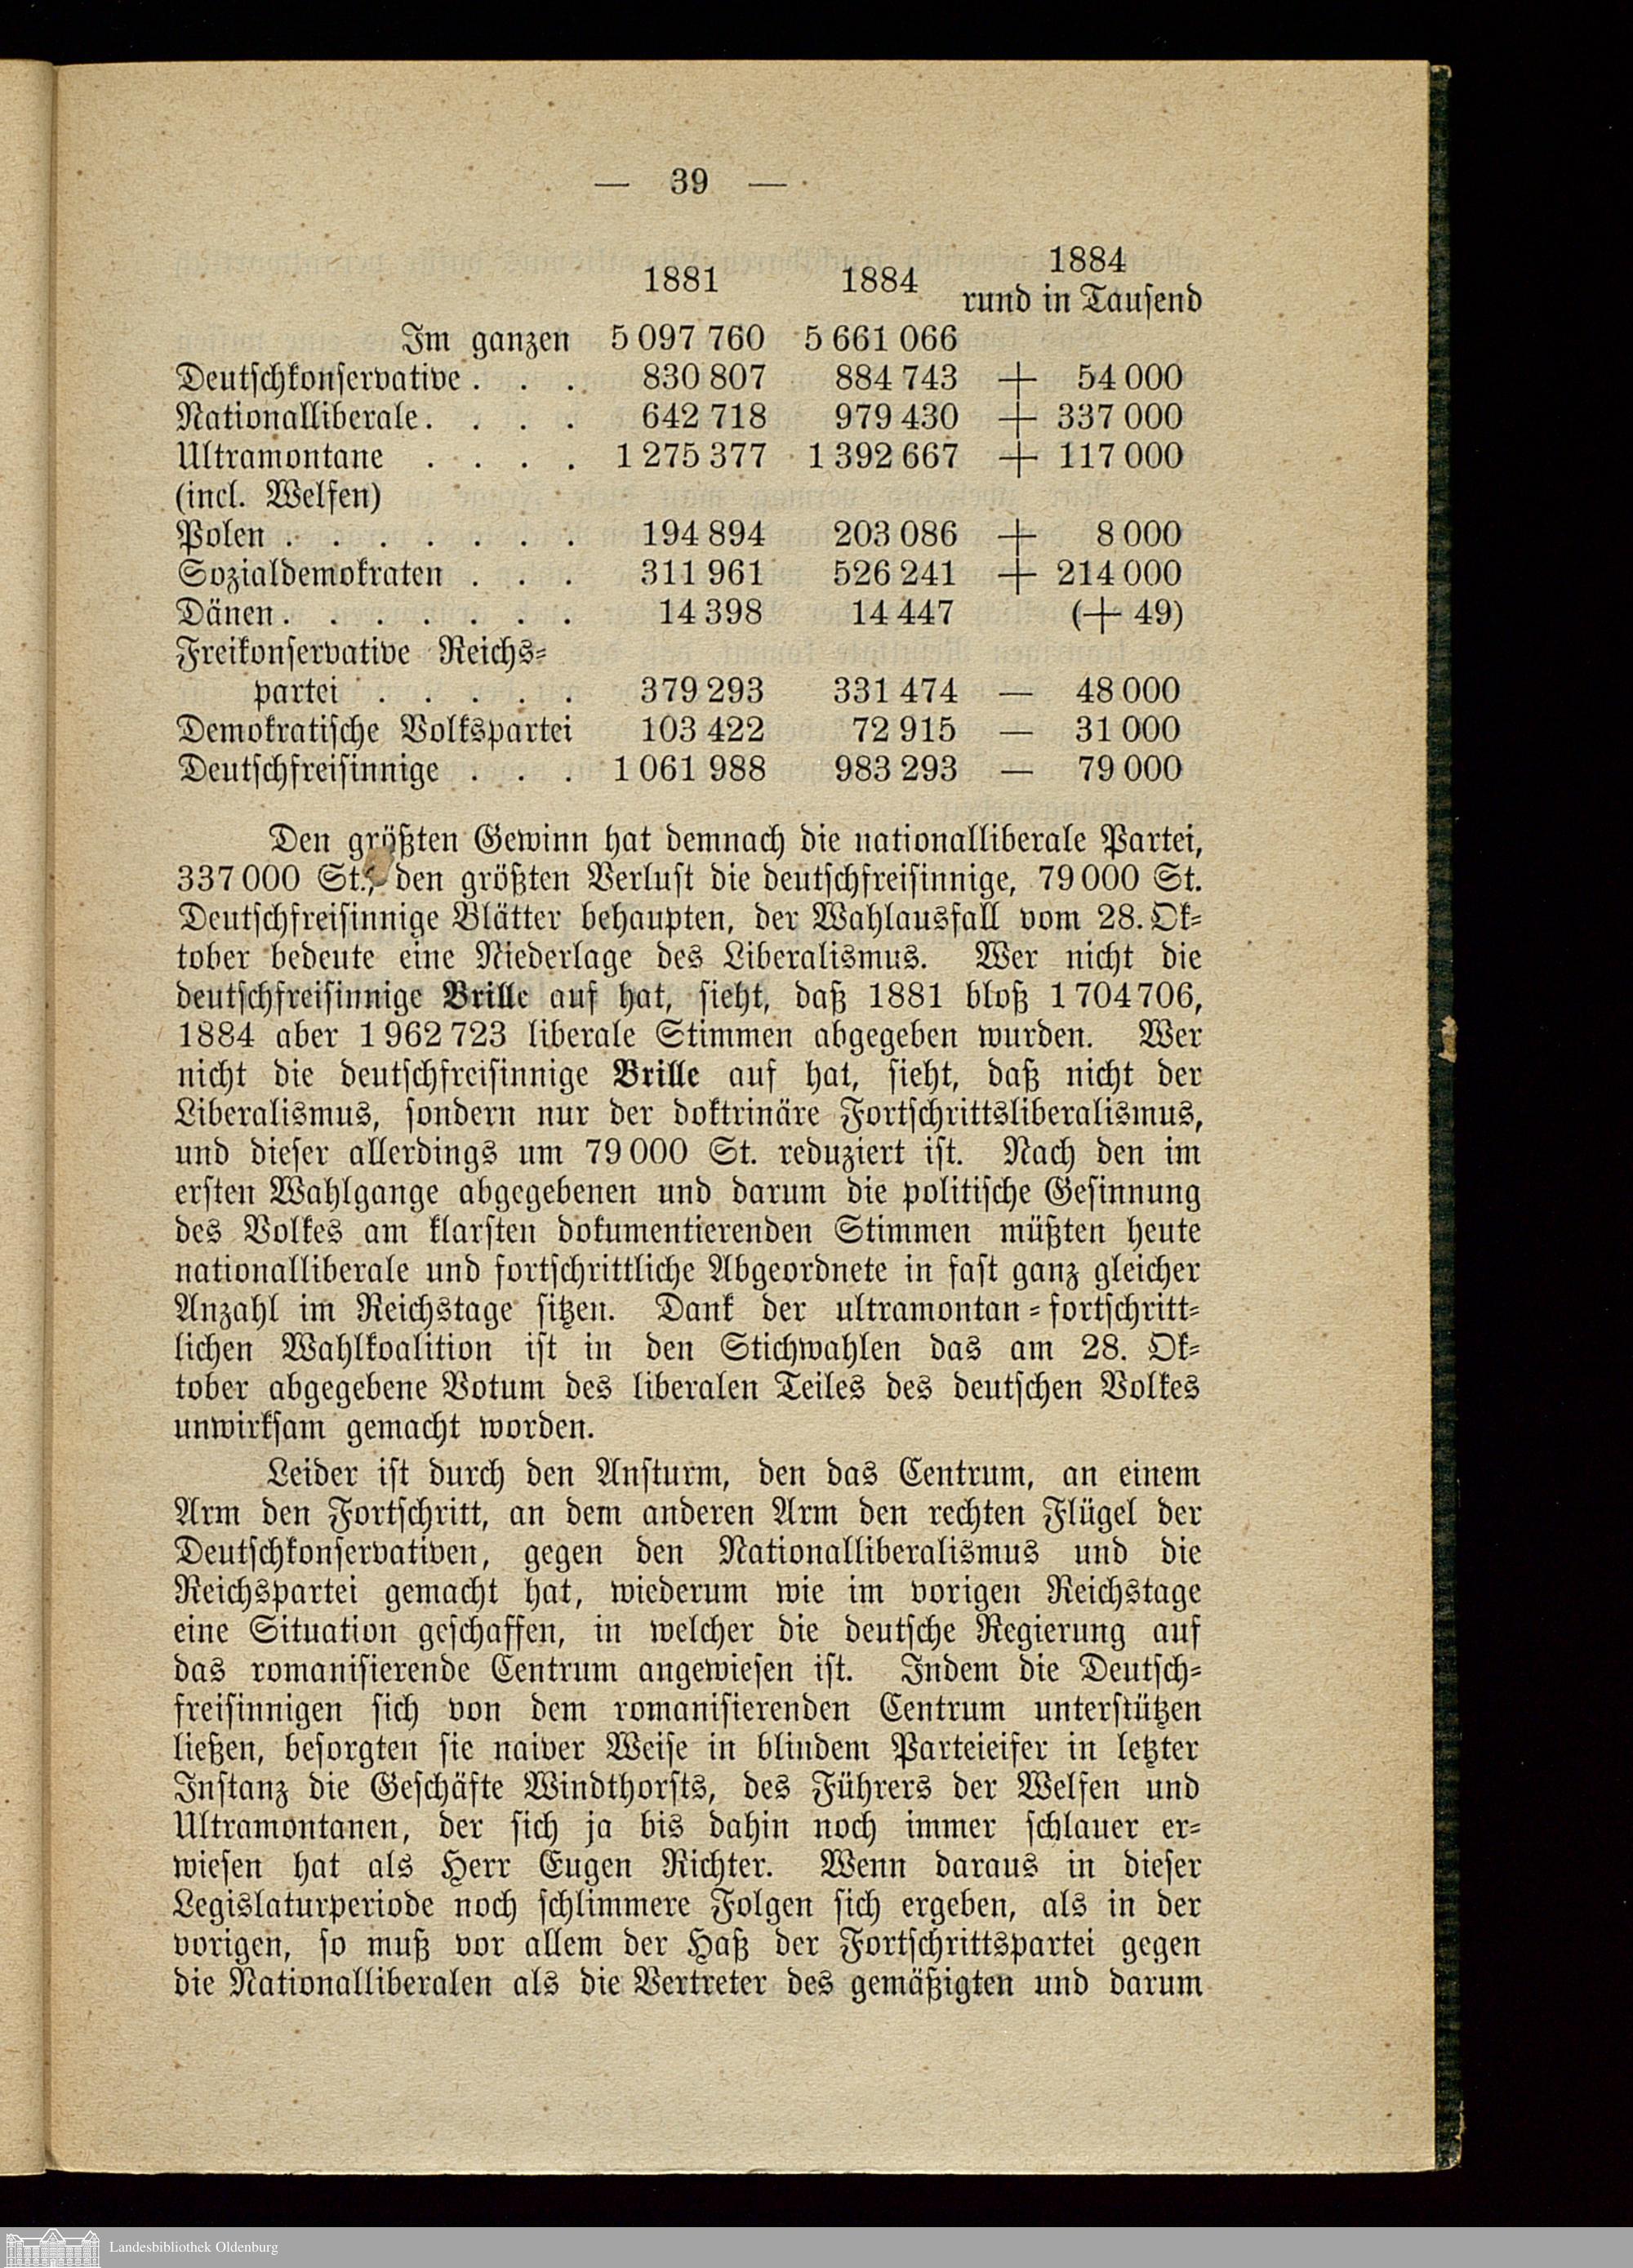 — 39 —
1881 1884 1884
rund in Tausend
Im ganzen 5 097 760 5 661 066
Deutschkonservative . . . 830 807 884 743 + 54 000
Nationalliberale . . . . 642 718 979 430 + 337 000
Ultramontane . . . . 1 275 377 1 392 667 + 117 000
(incl. Welfen)
Polen . . . . . . . 194 894 203 086 + 8 000
Sozialdemokraten . . . 311 961 526 241 + 214 000
Dänen . . . . . . . 14 398 14 447 (+ 49)
Freikonservative Reichs-
partei . . . . . 379 293 331 474 — 48 000
Demokratische Volkspartei 103 422 72 915 — 31 000
Deutschfreisinnige . . . 1 061 988 983 293 — 79 000
Den größten Gewinn hat demnach die nationalliberale Partei,
337 000 St., den größten Verlust die deutschfreisinnige, 79 000 St.
Deutschfreisinnige Blätter behaupten, der Wahlausfall vom 28. Ok-
tober bedeute eine Niederlage des Liberalismus. Wer nicht die
deutschfreisinnige Brille auf hat, sieht, daß 1881 bloß 1 704 706,
1884 aber 1 962 723 liberale Stimmen abgegeben wurden. Wer
nicht die deutschfreisinnige Brille auf hat, sieht, daß nicht der
Liberalismus, sondern nur der doktrinäre Fortschrittsliberalismus,
und dieser allerdings um 79 000 St. reduziert ist. Nach den im
ersten Wahlgange abgegebenen und darum die politische Gesinnung
des Volkes am klarsten dokumentierenden Stimmen müßten heute
nationalliberale und fortschrittliche Abgeordnete in fast ganz gleicher
Anzahl im Reichstage sitzen. Dank der ultramontan-fortschritt-
lichen Wahlkoalition ist in den Stichwahlen das am 28. Ok-
tober abgegebene Votum des liberalen Teiles des deutschen Volkes
unwirksam gemacht worden.
Leider ist durch den Ansturm, den das Centrum, an einem
Arm den Fortschritt, an dem anderen Arm den rechten Flügel der
Deutschkonservativen, gegen den Nationalliberalismus und die
Reichspartei gemacht hat, wiederum wie im vorigen Reichstage
eine Situation geschaffen, in welcher die deutsche Regierung auf
das romanisierende Centrum angewiesen ist. Indem die Deutsch-
freisinnigen sich von dem romanisierenden Centrum unterstützen
ließen, besorgten sie naiver Weise in blindem Parteieifer in letzter
Instanz die Geschäfte Windthorsts, des Führers der Welfen und
Ultramontanen, der sich ja bis dahin noch immer schlauer er-
wiesen hat als Herr Eugen Richter. Wenn daraus in dieser
Legislaturperiode noch schlimmere Folgen sich ergeben, als in der
vorigen, so muß vor allem der Haß der Fortschrittspartei gegen
die Nationalliberalen als die Vertreter des gemäßigten und darum
Landesbibliothek Oldenburg